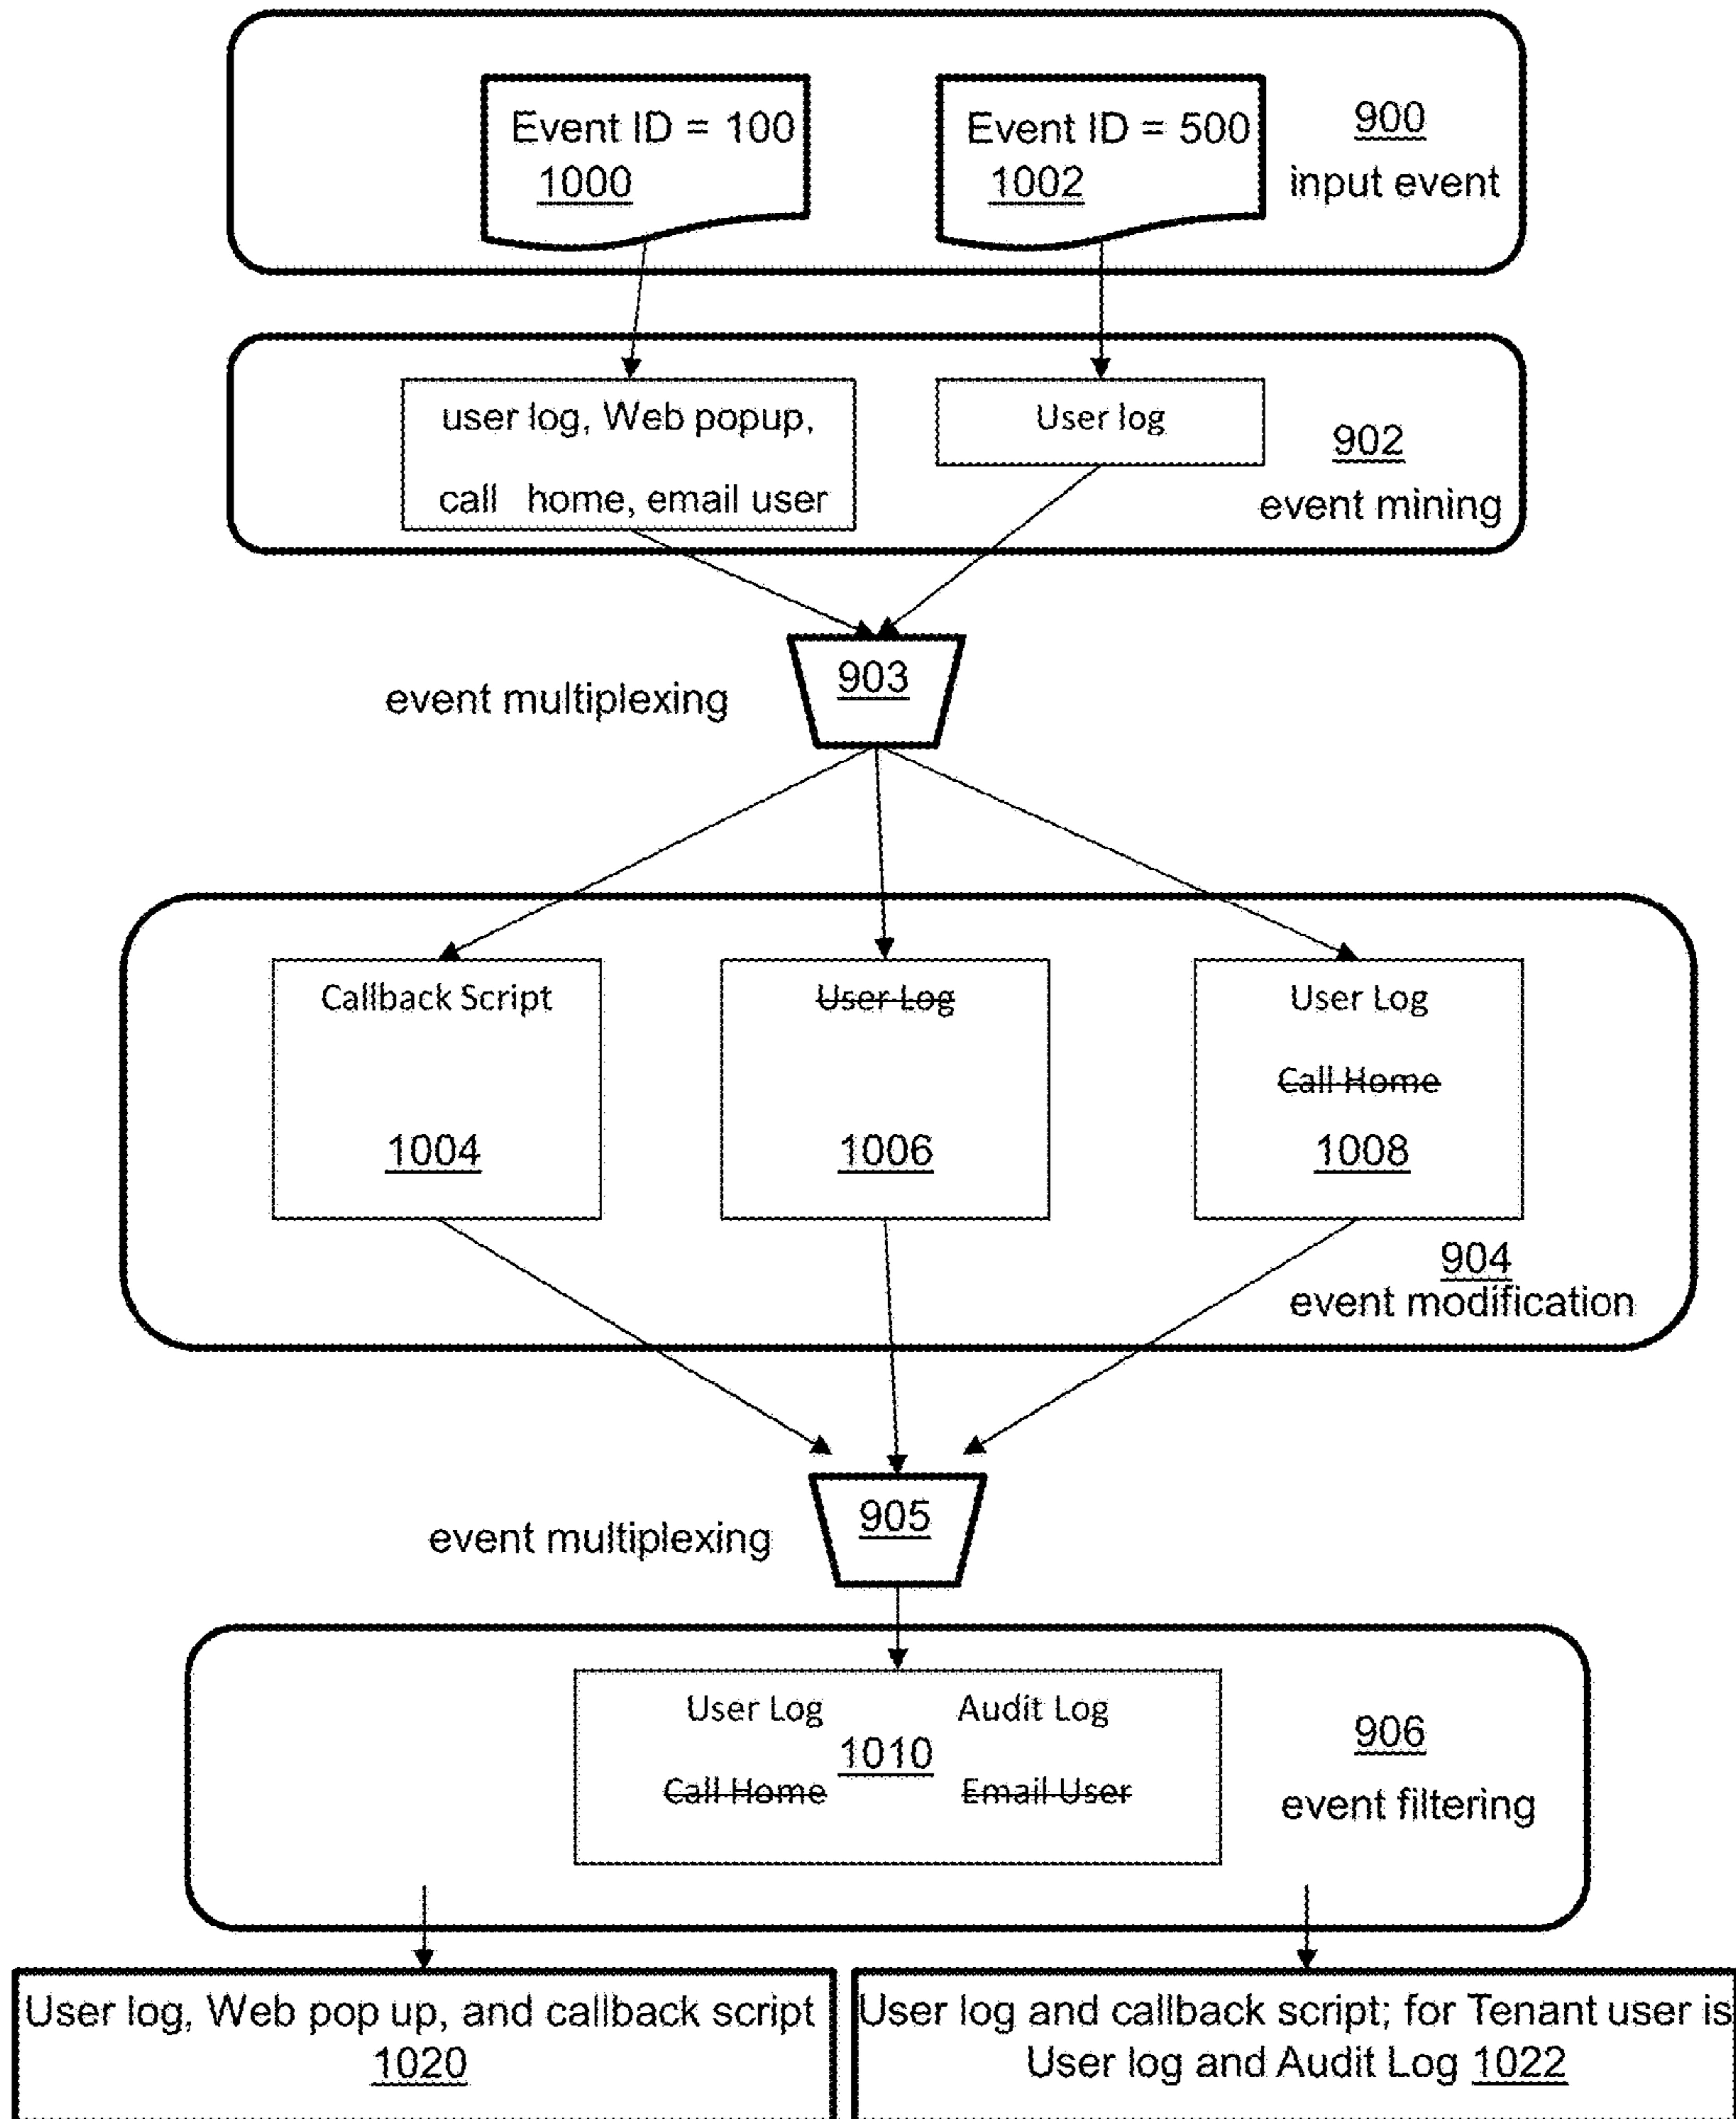 Event ID = 100
1000
Event ID = 500
1002
900
input event
user log, Web popup,
call home, email user
User log
902
event mining
903
event multiplexing
Callback Script
1004
User Log
1006
User Log
Call Home
1008
904
event modification
905
event multiplexing
User Log Audit Log
1010
Call Home Email User
906
event filtering
User log, Web pop up, and callback script
1020
User log and callback script; for Tenant user is
User log and Audit Log 1022